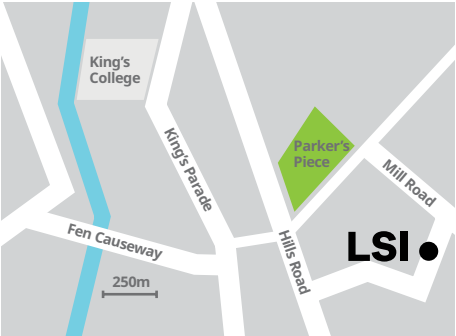 King's
College
King's Parade
Parker's
Piece
Mill Road
Fen Causeway
Hills Road
LSI
250m